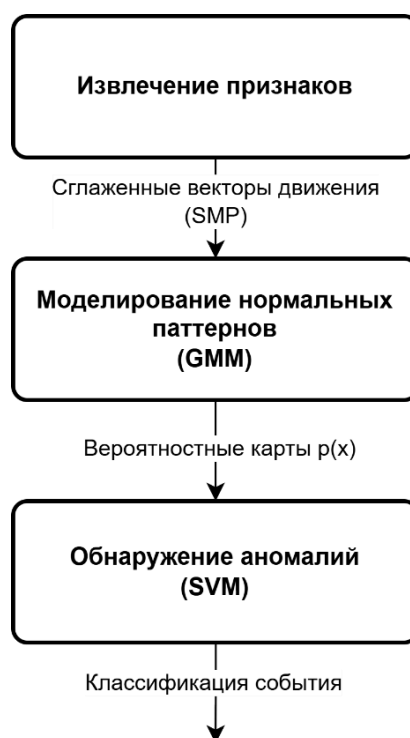 Извлечение признаков
Сглаженные векторы движения
(SMP)
Моделирование нормальных
паттернов
(GMM)
Вероятностные карты p(x)
Обнаружение аномалий
(SVM)
Классификация события